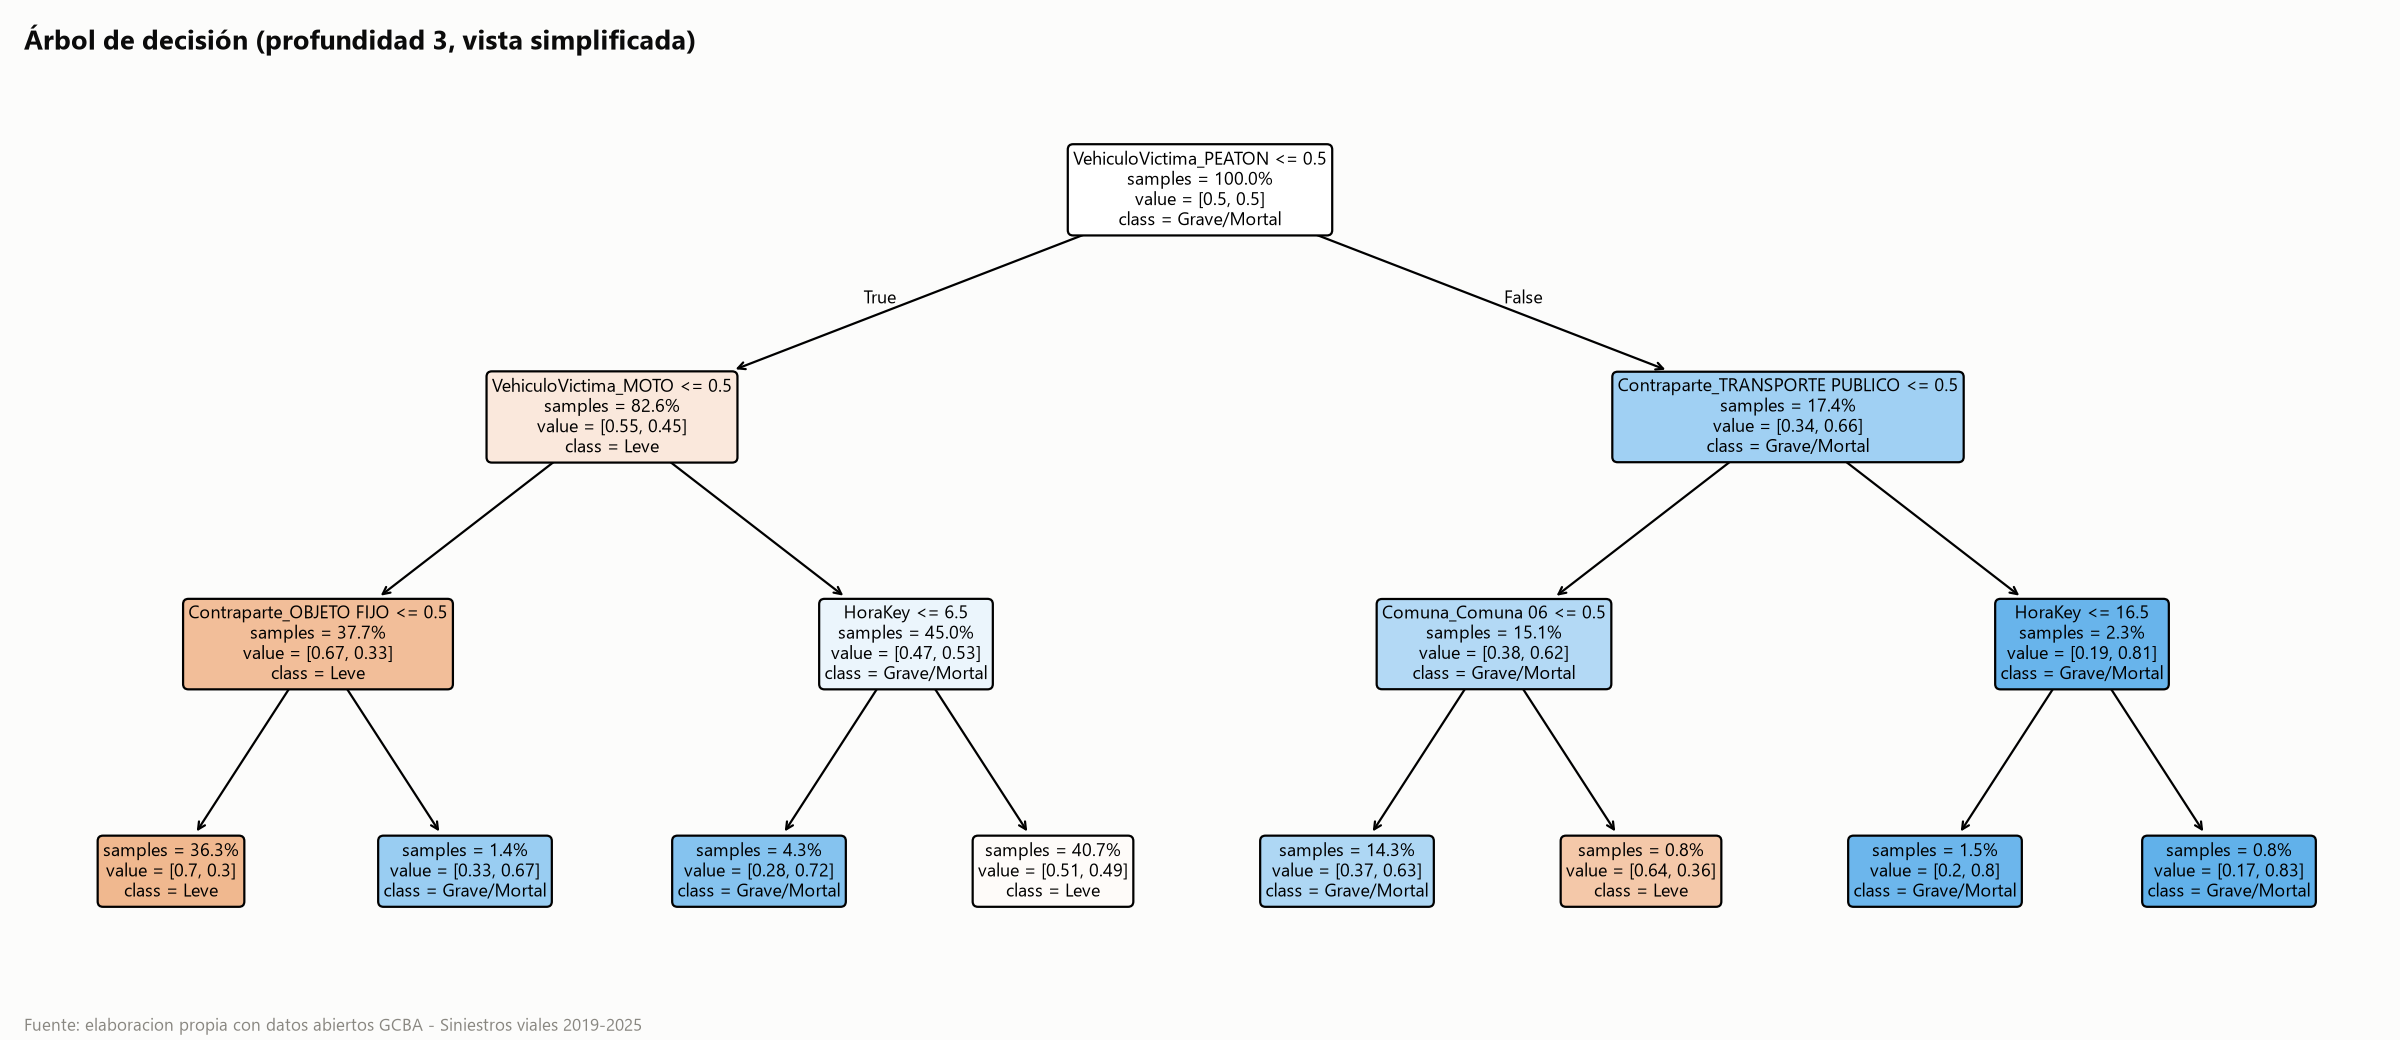 Árbol de decisión (profundidad 3, vista simplificada)
VehiculoVictima_PEATON <= 0.5
samples = 100.0%
value = [0.5, 0.5]
class = Grave/Mortal
True
False
VehiculoVictima_MOTO <= 0.5
samples = 82.6%
value = [0.55, 0.45]
class = Leve
Contraparte_TRANSPORTE PUBLICO <= 0.5
samples = 17.4%
value = [0.34, 0.66]
class = Grave/Mortal
Contraparte_OBJETO FIJO <= 0.5
samples = 37.7%
value = [0.67, 0.33]
class = Leve
HoraKey <= 6.5
samples = 45.0%
value = [0.47, 0.53]
class = Grave/Mortal
Comuna_Comuna 06 <= 0.5
samples = 15.1%
value = [0.38, 0.62]
class = Grave/Mortal
HoraKey <= 16.5
samples = 2.3%
value = [0.19, 0.81]
class = Grave/Mortal
samples = 36.3%
value = [0.7, 0.3]
class = Leve
samples = 1.4%
value = [0.33, 0.67]
class = Grave/Mortal
samples = 4.3%
value = [0.28, 0.72]
class = Grave/Mortal
samples = 40.7%
value = [0.51, 0.49]
class = Leve
samples = 14.3%
value = [0.37, 0.63]
class = Grave/Mortal
samples = 0.8%
value = [0.64, 0.36]
class = Leve
samples = 1.5%
value = [0.2, 0.8]
class = Grave/Mortal
samples = 0.8%
value = [0.17, 0.83]
class = Grave/Mortal
Fuente: elaboracion propia con datos abiertos GCBA - Siniestros viales 2019-2025